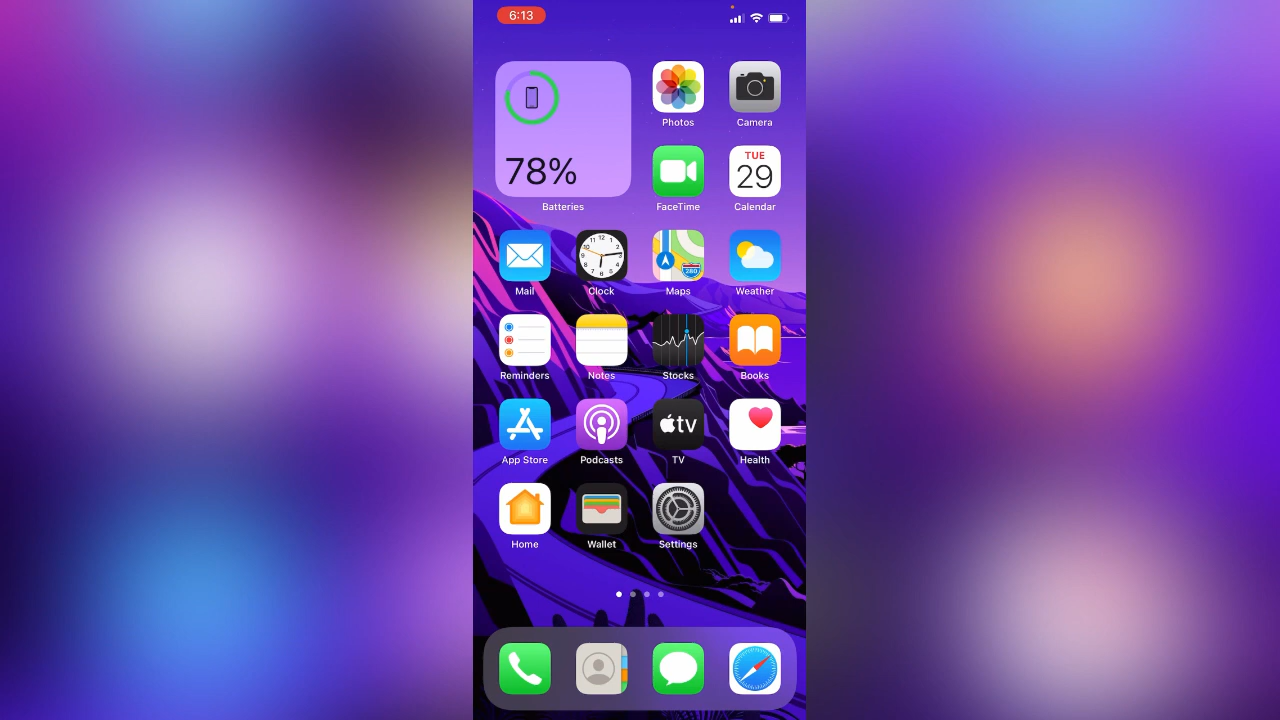 6:13
78%
Batteries
Photos
Camera
FaceTime
TUE
29
Calendar
Mail
Clock
280
Maps
Weather
Reminders
Notes
Stocks
Books
App Store
Podcasts
tv
TV
Health
Home
Wallet
Settings